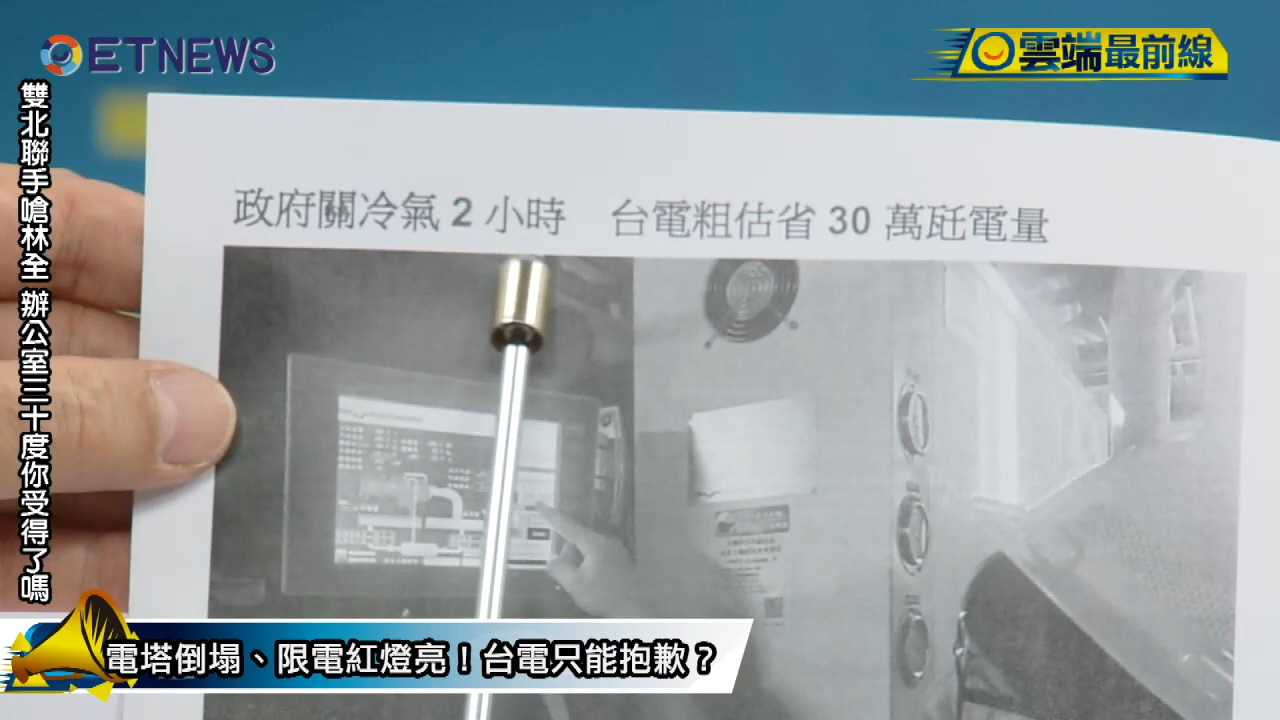 ETNEWS
雲端最前線
雙北聯手嗆林全 辦公室三十度你受得了嗎
政府關冷氣 2 小時 台電粗估省 30 萬瓩電量
電塔倒塌、限電紅燈亮！台電只能抱歉？